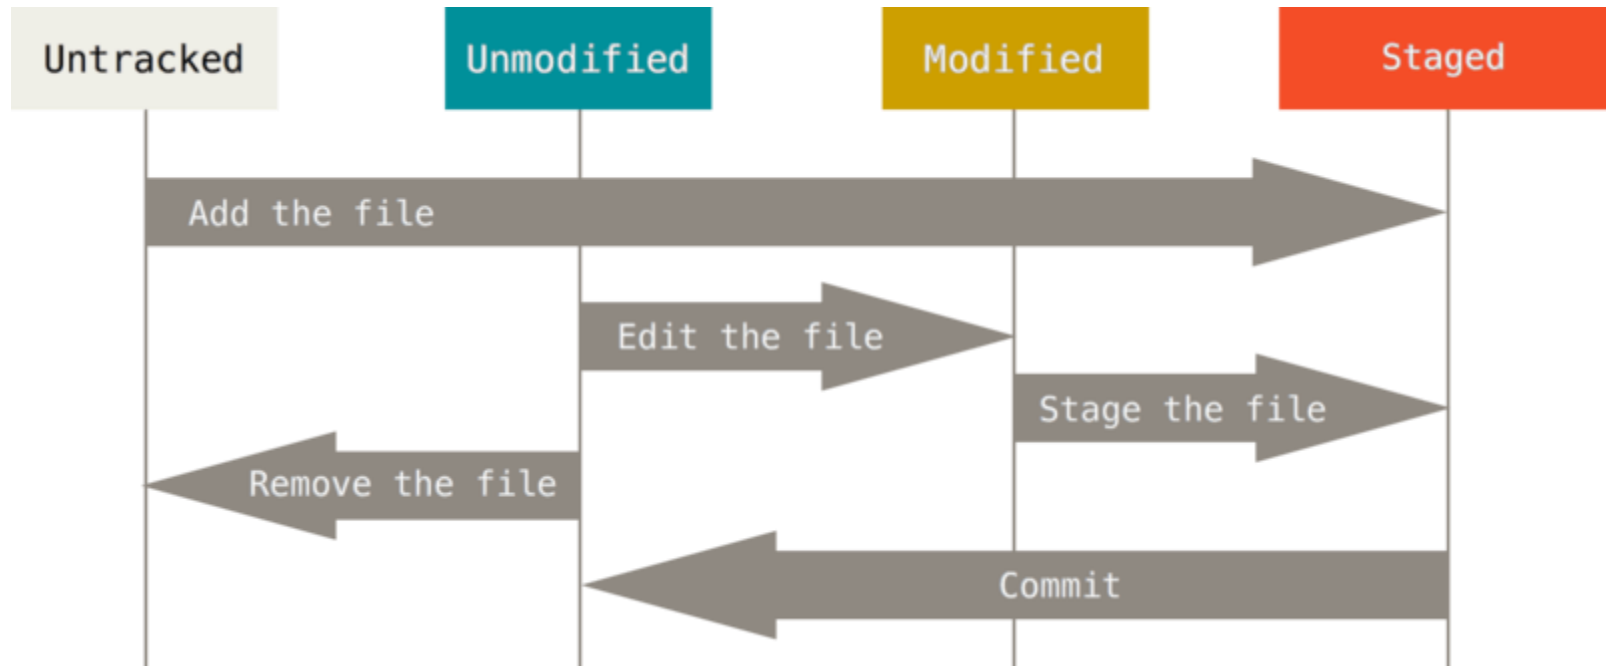 Untracked
Unmodified
Modified
Staged
Add the file
Edit the file
Stage the file
Remove the file
Commit